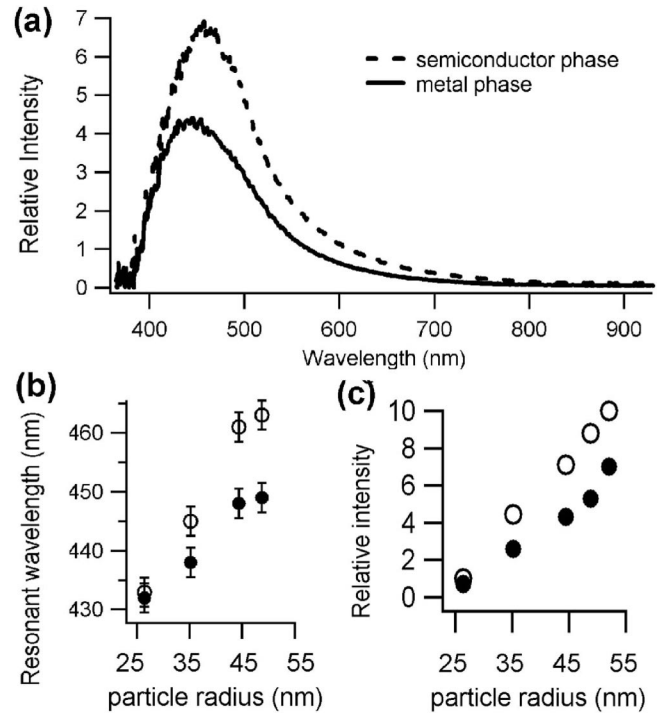 (a)
7
6
5
4
3
2
1
0
Relative Intensity
semiconductor phase
metal phase
400 500 600 700 800 900
Wavelength (nm)
(b)
Resonant wavelength (nm)
460
450
440
430
25 35 45 55
particle radius (nm)
(c)
Relative intensity
10
8
6
4
2
0
25 35 45 55
particle radius (nm)